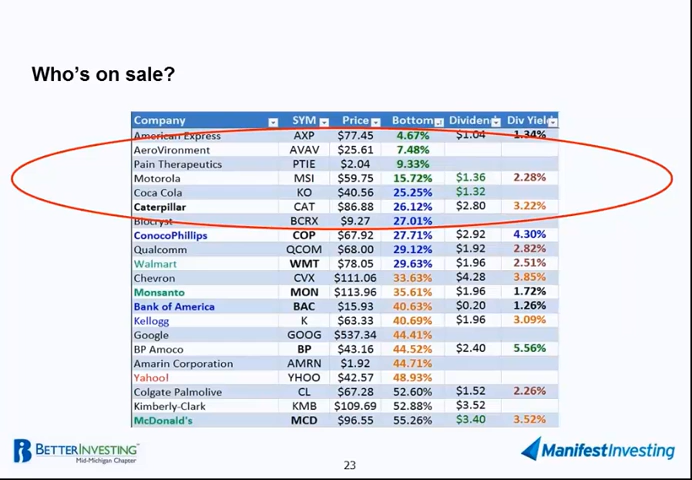 Who's on sale?
Company SYM Price Bottom Dividend Div Yield
American Express AXP $77.45 4.67% $1.04 1.34%
AeroVironment AVAV $25.61 7.48%
Pain Therapeutics PTIE $2.04 9.33%
Motorola MSI $59.75 15.72% $1.36 2.28%
Coca Cola KO $40.56 25.25% $1.32
Caterpillar CAT $86.88 26.12% $2.80 3.22%
Biocryst BCRX $9.27 27.01%
ConocoPhillips COP $67.92 27.71% $2.92 4.30%
Qualcomm QCOM $68.00 29.12% $1.92 2.82%
Walmart WMT $78.05 29.63% $1.96 2.51%
Chevron CVX $111.06 33.63% $4.28 3.85%
Monsanto MON $113.96 35.61% $1.96 1.72%
Bank of America BAC $15.93 40.63% $0.20 1.26%
Kellogg K $63.33 40.69% $1.96 3.09%
Google GOOG $537.34 44.41%
BP Amoco BP $43.16 44.52% $2.40 5.56%
Amarin Corporation AMRN $1.92 44.71%
Yahoo! YHOO $42.57 48.93%
Colgate Palmolive CL $67.28 52.60% $1.52 2.26%
Kimberly-Clark KMB $109.69 52.88% $3.52
McDonald's MCD $96.55 55.26% $3.40 3.52%
BETTERINVESTING™
Mid-Michigan Chapter
23
ManifestInvesting